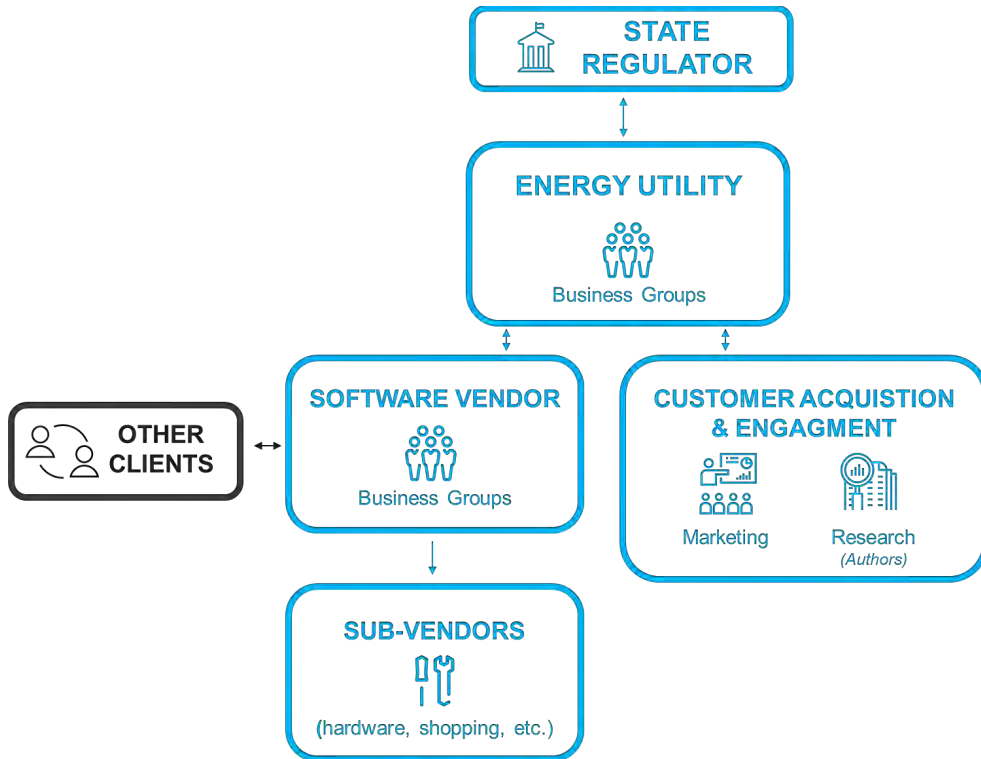 STATE
REGULATOR
ENERGY UTILITY
Business Groups
SOFTWARE VENDOR
Business Groups
CUSTOMER ACQUISTION
& ENGAGMENT
Marketing
Research
(Authors)
OTHER
CLIENTS
SUB-VENDORS
(hardware, shopping, etc.)